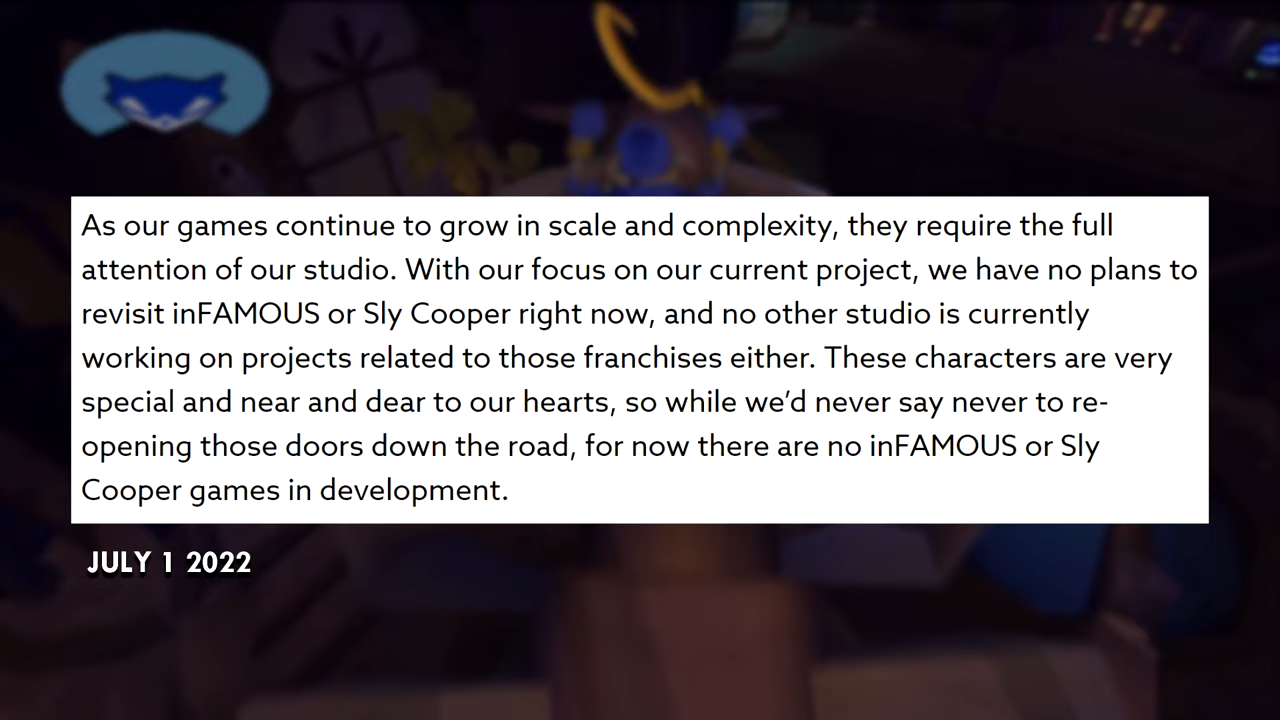 As our games continue to grow in scale and complexity, they require the full
attention of our studio. With our focus on our current project, we have no plans to
revisit inFAMOUS or Sly Cooper right now, and no other studio is currently
working on projects related to those franchises either. These characters are very
special and near and dear to our hearts, so while we’d never say never to re-
opening those doors down the road, for now there are no inFAMOUS or Sly
Cooper games in development.
JULY 1 2022